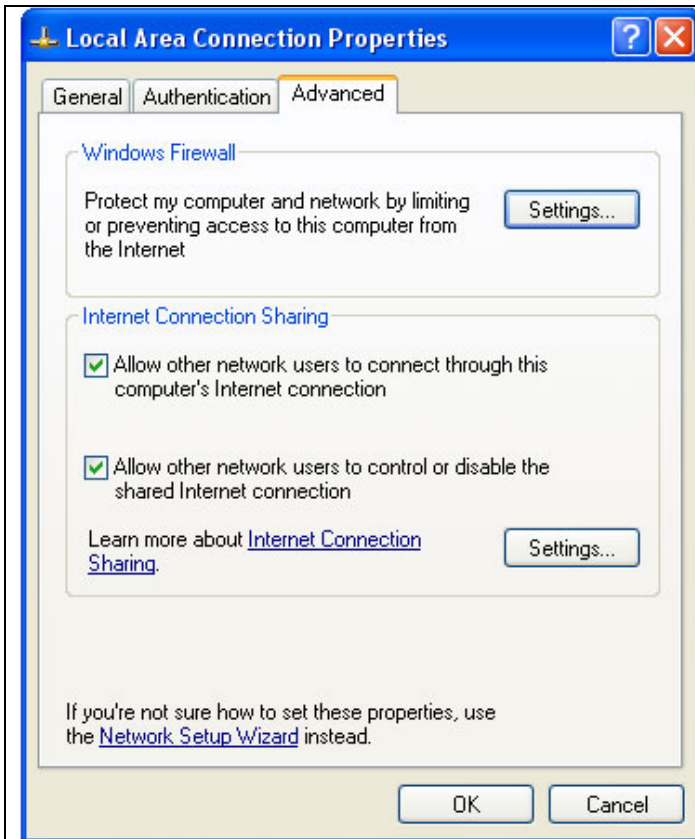 Local Area Connection Properties
General Authentication Advanced
Windows Firewall
Protect my computer and network by limiting
or preventing access to this computer from
the Internet
Settings...
Internet Connection Sharing
Allow other network users to connect through this
computer's Internet connection
Allow other network users to control or disable the
shared Internet connection
Learn more about Internet Connection
Sharing.
Settings...
If you're not sure how to set these properties, use
the Network Setup Wizard instead.
OK Cancel